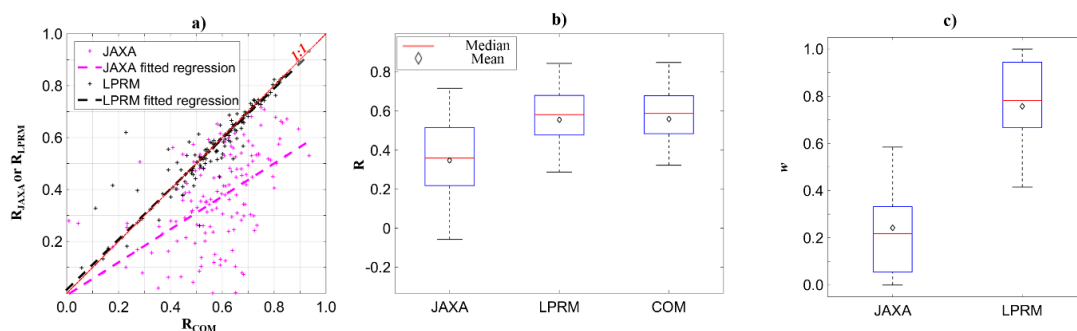 a)
1.0
0.8
0.6
0.4
0.2
R_JAXA or R_LPRM
JAXA
JAXA fitted regression
LPRM
LPRM fitted regression
1:1
0.0 0.2 0.4 0.6 0.8 1.0
R_COM
b)
Median
Mean
0.8
0.6
0.4
0.2
0
-0.2
R
JAXA LPRM COM
c)
1.0
0.8
0.6
0.4
0.2
0.0
w
JAXA LPRM